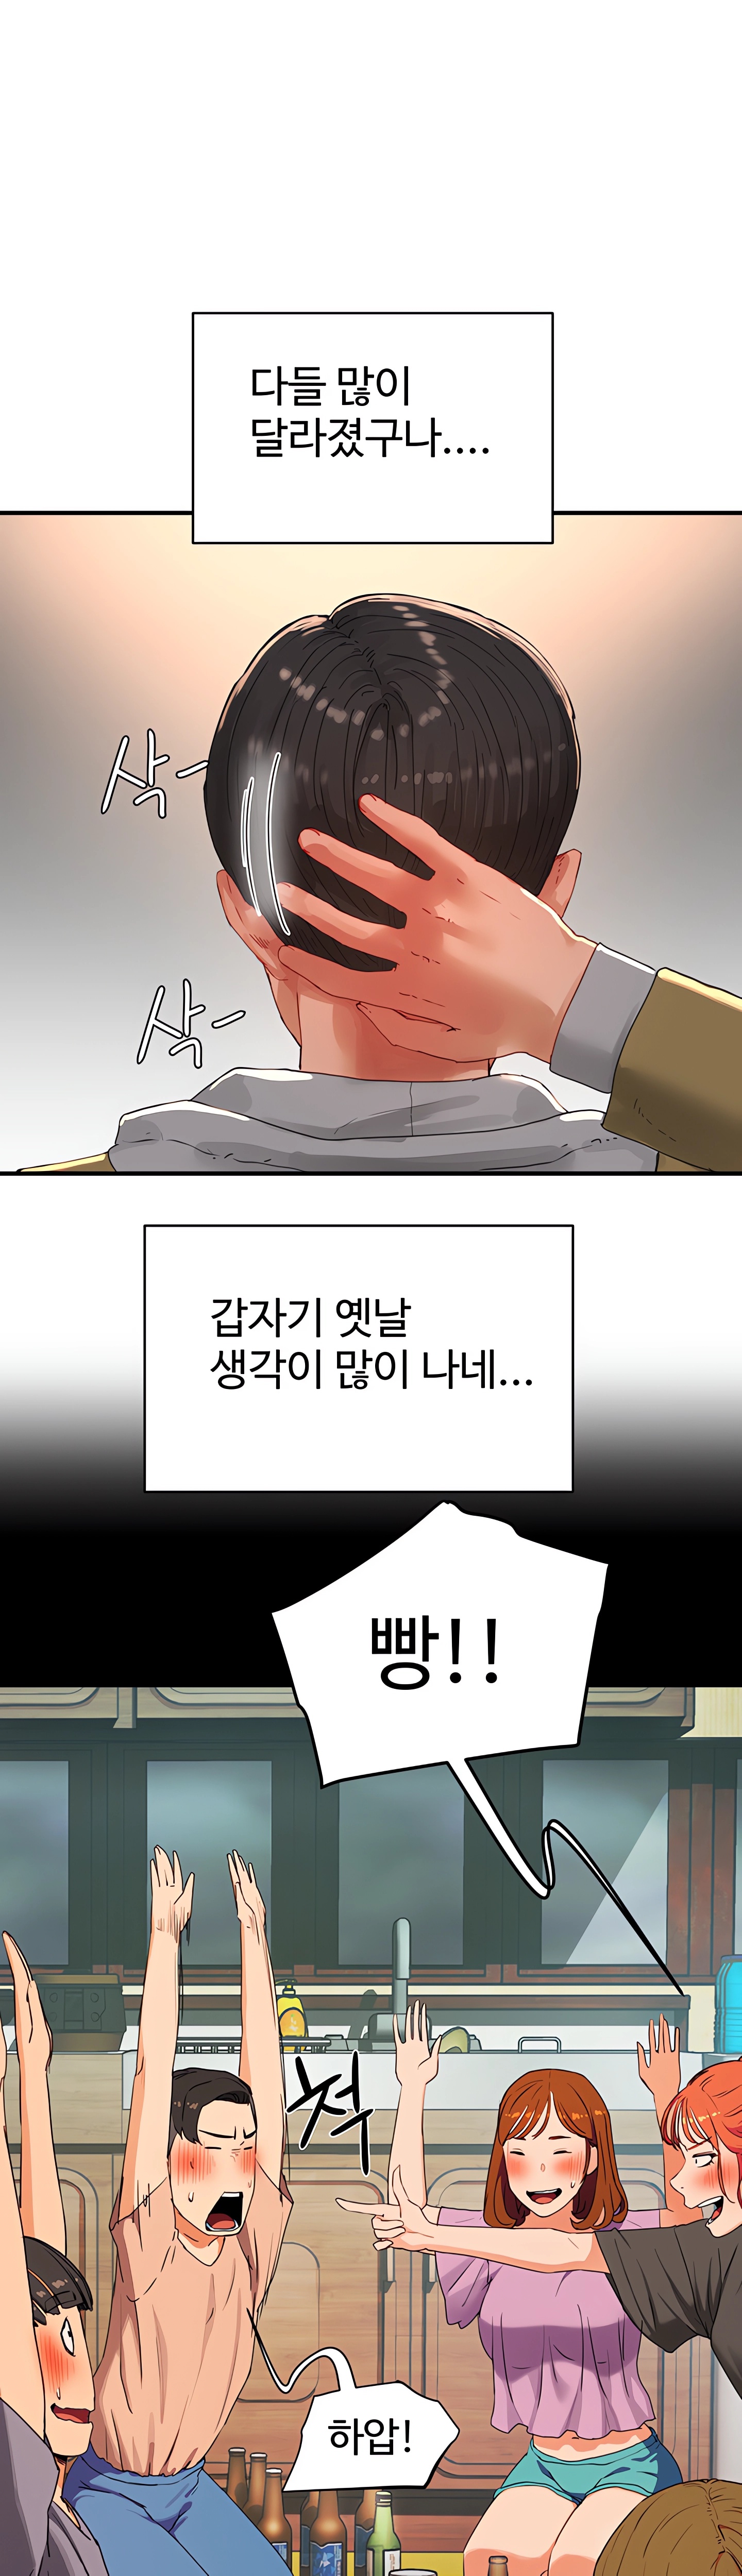 다들 많이
달라졌구나....
삭-
삭-
갑자기 옛날
생각이 많이 나네...
빵!!
척
하압!